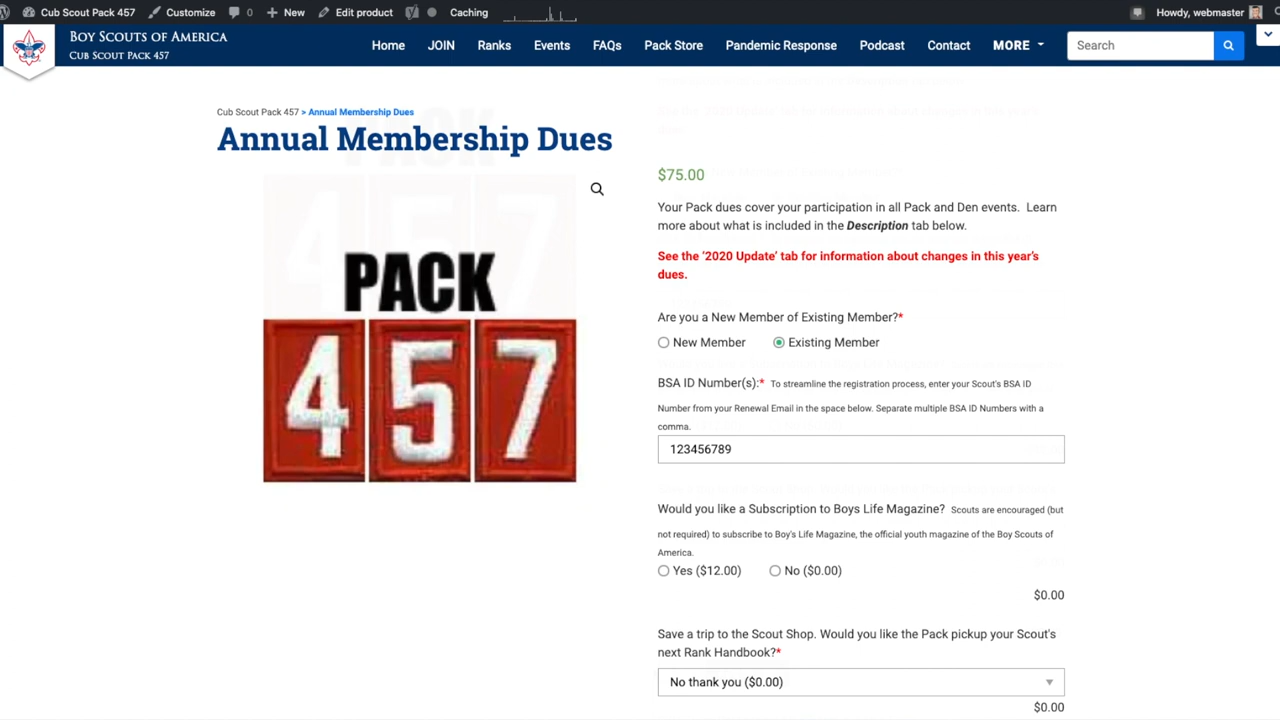 Cub Scout Pack 457 Customize 0 New Edit product Caching Howdy, webmaster
BOY SCOUTS OF AMERICA
CUB SCOUT PACK 457
Home JOIN Ranks Events FAQs Pack Store Pandemic Response Podcast Contact MORE Search
Cub Scout Pack 457 > Annual Membership Dues
Annual Membership Dues
PACK
457
$75.00
Your Pack dues cover your participation in all Pack and Den events. Learn
more about what is included in the Description tab below.
See the ‘2020 Update’ tab for information about changes in this year’s
dues.
Are you a New Member of Existing Member?*
New Member Existing Member
BSA ID Number(s):* To streamline the registration process, enter your Scout's BSA ID
Number from your Renewal Email in the space below. Separate multiple BSA ID Numbers with a
comma.
123456789
Would you like a Subscription to Boys Life Magazine? Scouts are encouraged (but
not required) to subscribe to Boy's Life Magazine, the official youth magazine of the Boy Scouts of
America.
Yes ($12.00) No ($0.00)
$0.00
Save a trip to the Scout Shop. Would you like the Pack pickup your Scout's
next Rank Handbook?*
No thank you ($0.00)
$0.00